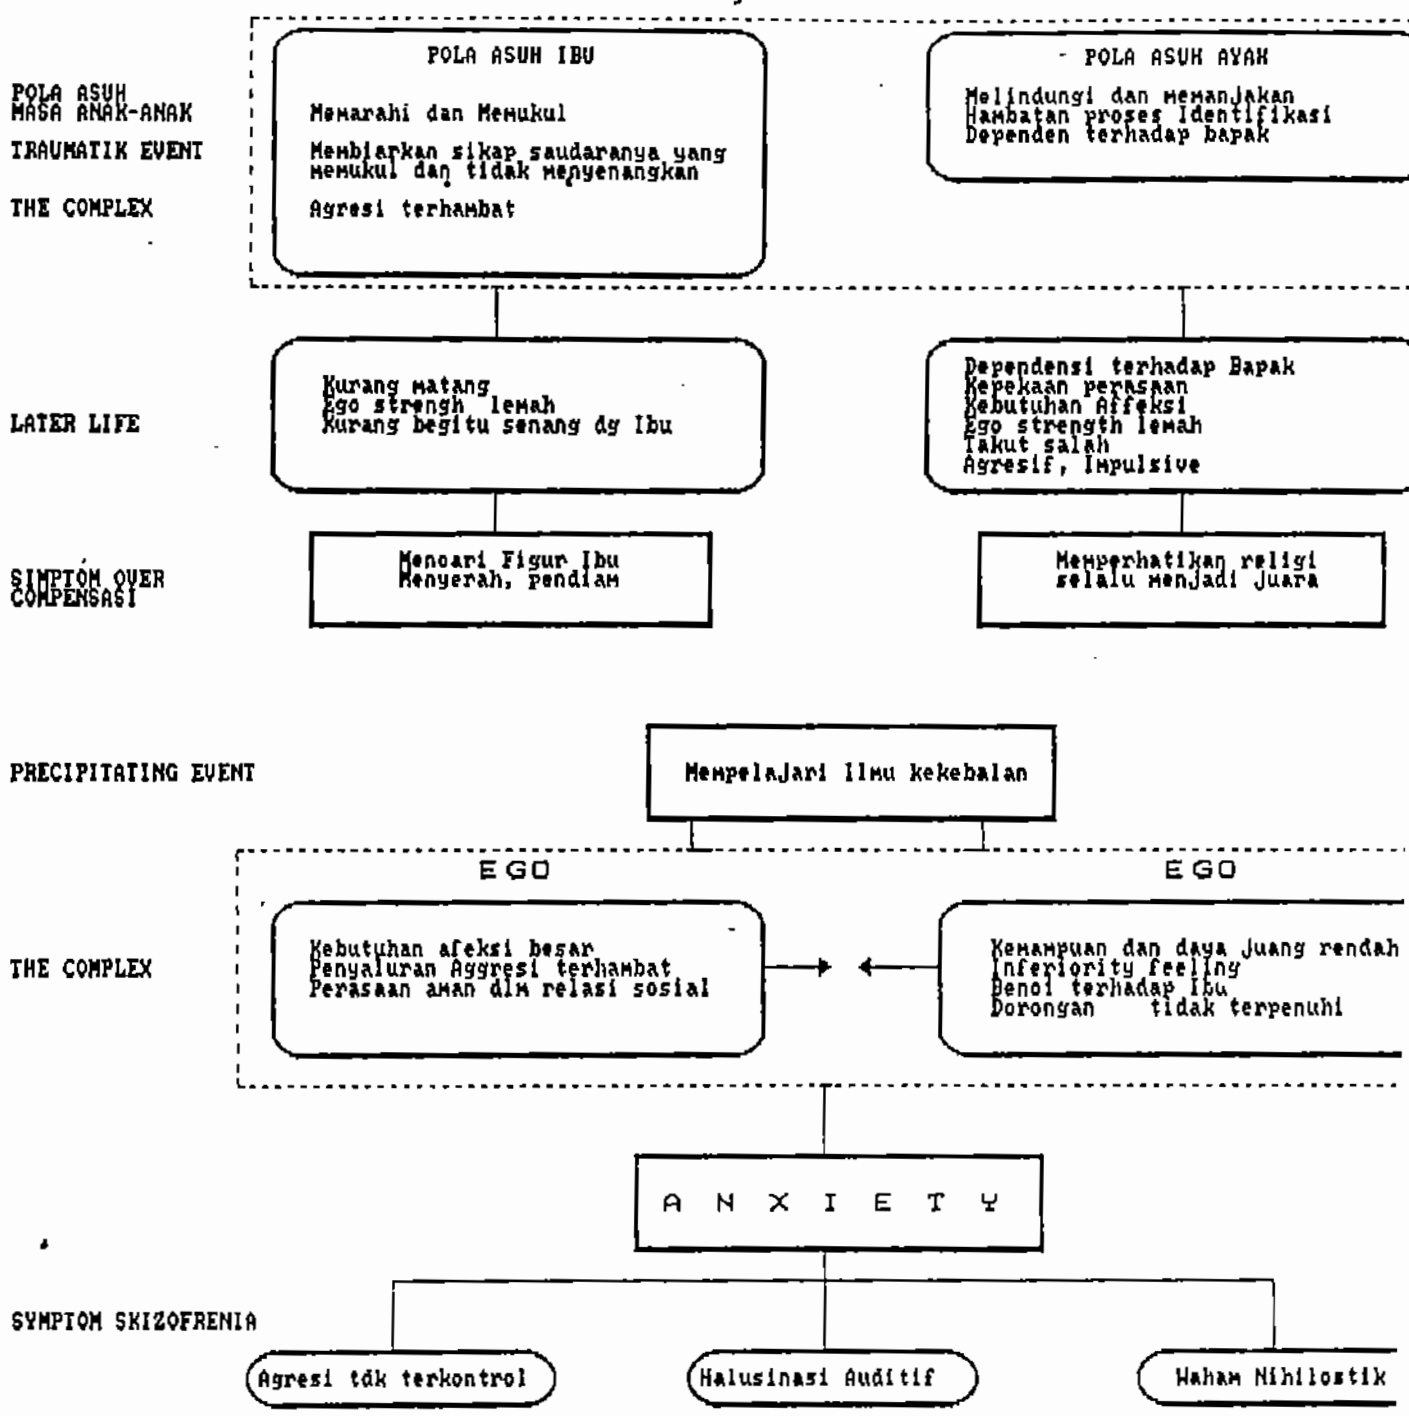 POLA ASUH IBU
POLA ASUH AYAH
POLA ASUH
MASA ANAK-ANAK
Memarahi dan Memukul
Melindungi dan memanjakan
Hambatan proses Identifikasi
Dependen terhadap bapak
TRAUMATIK EVENT
Membiarkan sikap saudaranya yang
memukul dan tidak menyenangkan
THE COMPLEX
Agresi terhambat
LATER LIFE
Kurang matang
Ego strengh lemah
Kurang begitu senang dg Ibu
Dependensi terhadap Bapak
Kepekaan perasaan
Kebutuhan Affeksi
Ego strength lemah
Takut salah
Agresif, Impulsive
SIMPTOM OVER
COMPENSASI
Mencari Figur Ibu
Menyerah, pendiam
Memperhatikan religi
selalu menjadi Juara
PRECIPITATING EVENT
Mempelajari Ilmu kekebalan
EGO
EGO
THE COMPLEX
Kebutuhan afeksi besar
Penyaluran Aggresi terhambat
Perasaan aman dlm relasi sosial
Kemampuan dan daya Juang rendah
Inferiority feeling
Benci terhadap Ibu
Dorongan tidak terpenuhi
A N X I E T Y
SYMPTOM SKIZOFRENIA
Agresi tdk terkontrol
Halusinasi Auditif
Waham Nihilostik